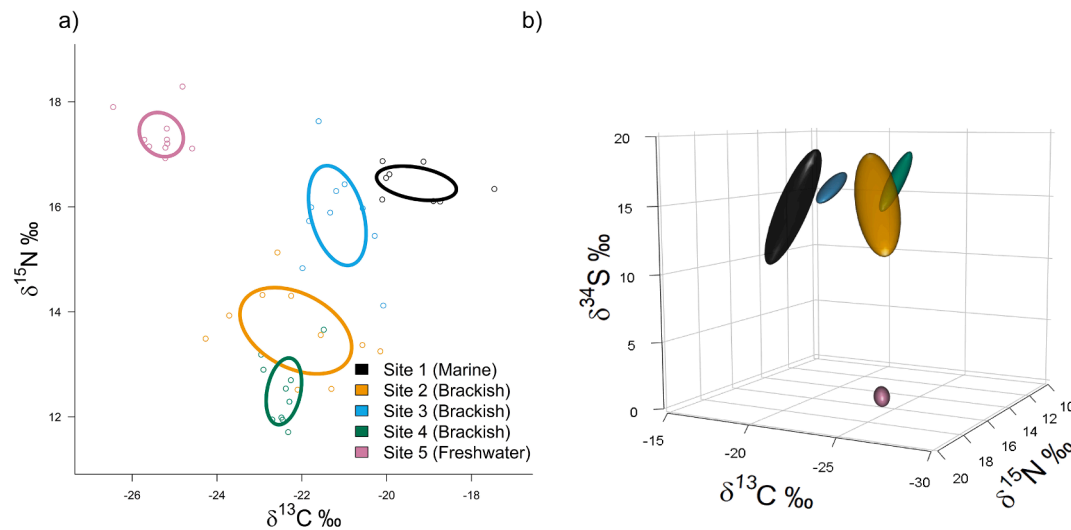 a)
18
16
14
12
δ15N ‰
-26
-24
-22
-20
-18
δ13C ‰
Site 1 (Marine)
Site 2 (Brackish)
Site 3 (Brackish)
Site 4 (Brackish)
Site 5 (Freshwater)
b)
20
15
10
5
0
δ34S ‰
-15
-20
-25
-30
δ13C ‰
20
18
16
14
12
10
δ15N ‰